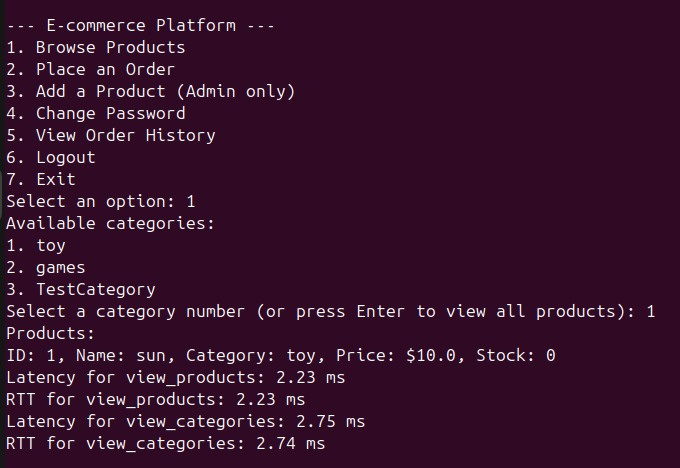 --- E-commerce Platform ---
1. Browse Products
2. Place an Order
3. Add a Product (Admin only)
4. Change Password
5. View Order History
6. Logout
7. Exit
Select an option: 1
Available categories:
1. toy
2. games
3. TestCategory
Select a category number (or press Enter to view all products): 1
Products:
ID: 1, Name: sun, Category: toy, Price: $10.0, Stock: 0
Latency for view_products: 2.23 ms
RTT for view_products: 2.23 ms
Latency for view_categories: 2.75 ms
RTT for view_categories: 2.74 ms